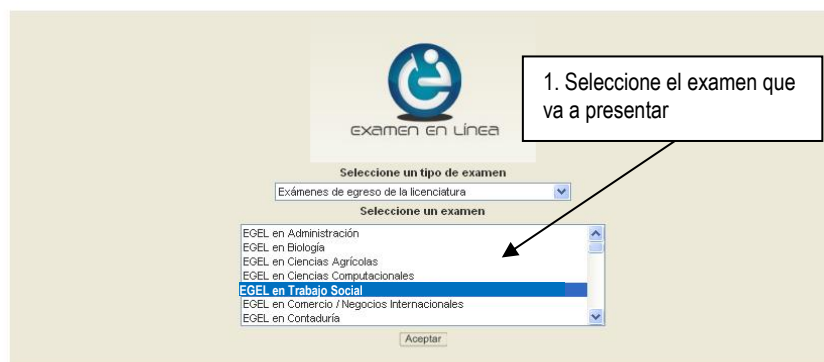 1. Seleccione el examen que
va a presentar
examen en línea
Seleccione un tipo de examen
Exámenes de egreso de la licenciatura
Seleccione un examen
EGEL en Administración
EGEL en Biología
EGEL en Ciencias Agrícolas
EGEL en Ciencias Computacionales
EGEL en Trabajo Social
EGEL en Comercio / Negocios Internacionales
EGEL en Contaduría
Aceptar